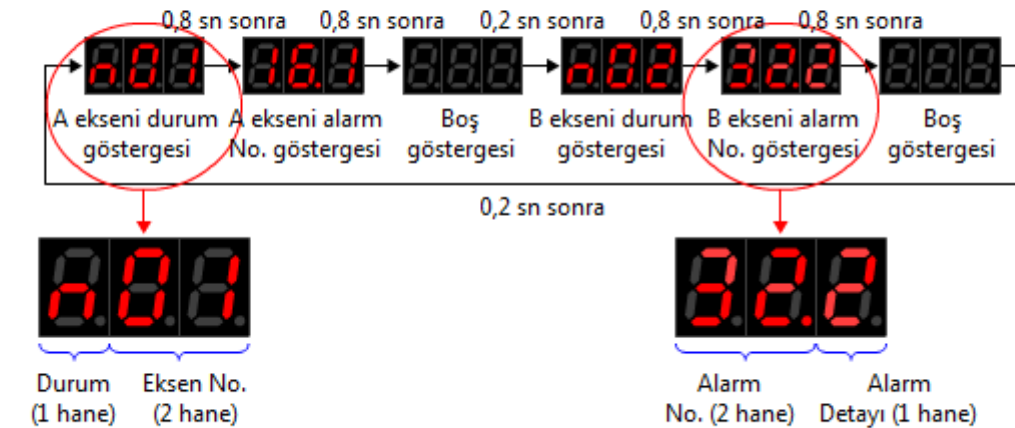 0,8 sn sonra 0,8 sn sonra 0,2 sn sonra 0,8 sn sonra 0,8 sn sonra
n01 16.1 n02 32.2
A ekseni durum göstergesi
A ekseni alarm No. göstergesi
Boş göstergesi
B ekseni durum göstergesi
B ekseni alarm No. göstergesi
Boş göstergesi
0,2 sn sonra
n01 32.2
Durum (1 hane)
Eksen No. (2 hane)
Alarm No. (2 hane)
Alarm Detayı (1 hane)